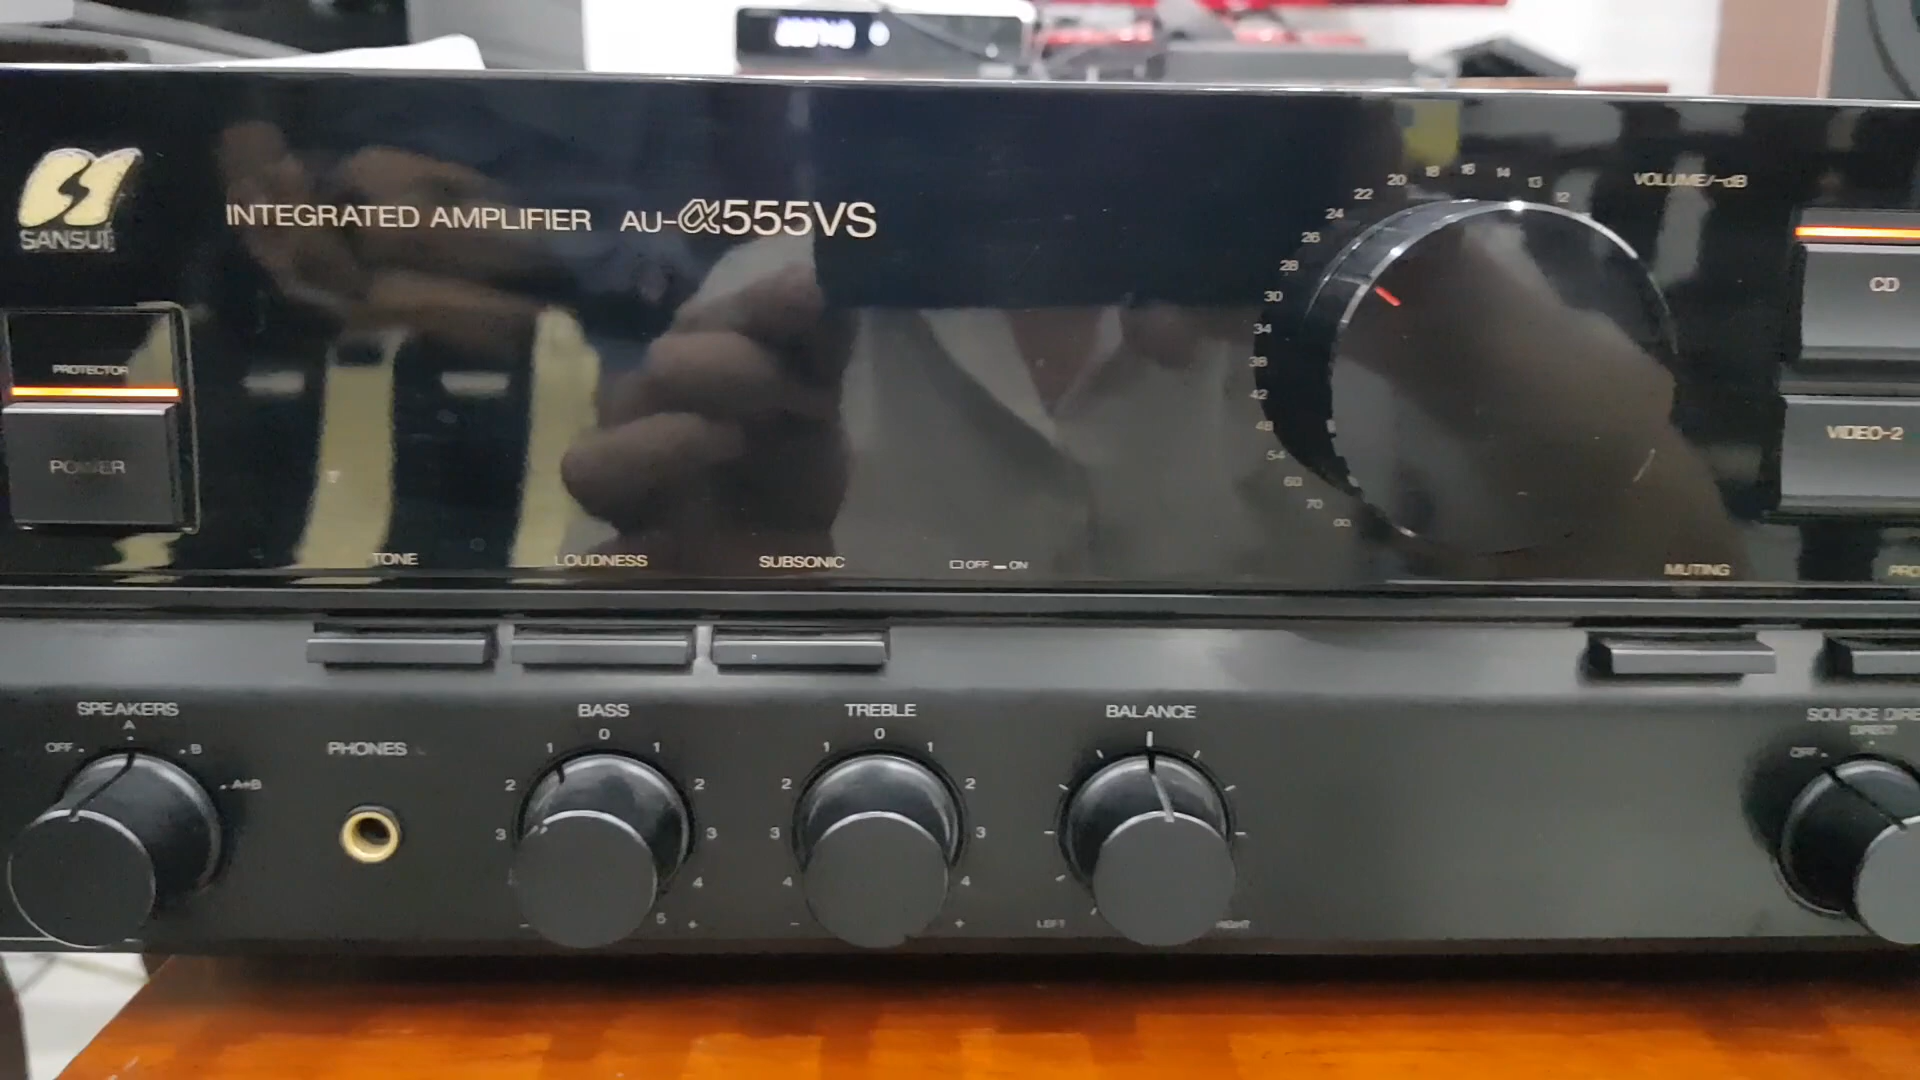 SANSUI
INTEGRATED AMPLIFIER AU-α555VS
VOLUME/-dB
∞ 70 60 54 48 42 38 34 30 28 26 24 22 20 18 16 14 13 12
CD
VIDEO-2
PROTECTOR
POWER
TONE
LOUDNESS
SUBSONIC
OFF ON
MUTING
SPEAKERS
OFF A B A+B
PHONES
BASS
3 2 1 0 1 2 3 4 5
- +
TREBLE
4 3 2 1 0 1 2 3 4
- +
BALANCE
LEFT RIGHT
SOURCE DIRE
OFF DIRECT